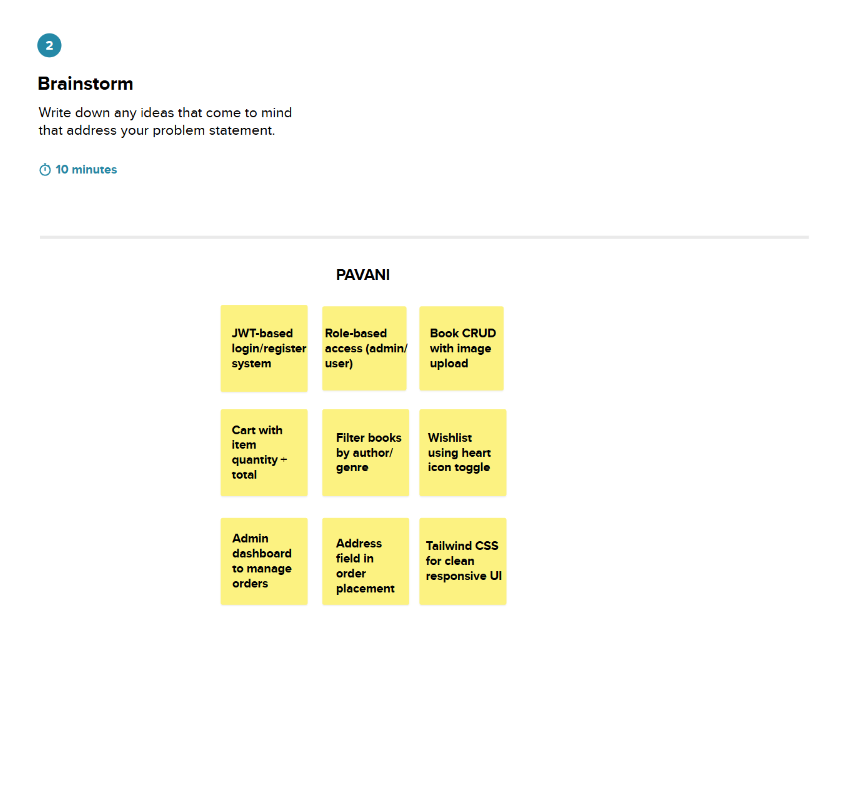 2
Brainstorm
Write down any ideas that come to mind
that address your problem statement.
10 minutes
PAVANI
JWT-based
login/register
system
Role-based
access (admin/
user)
Book CRUD
with image
upload
Cart with
item
quantity +
total
Filter books
by author/
genre
Wishlist
using heart
icon toggle
Admin
dashboard
to manage
orders
Address
field in
order
placement
Tailwind CSS
for clean
responsive UI